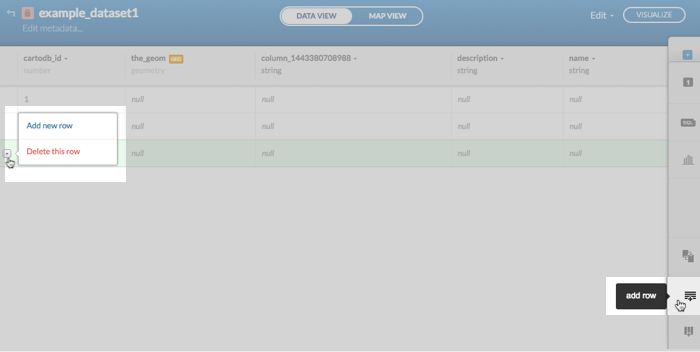 example_dataset1
DATA VIEW
MAP VIEW
Edit
VISUALIZE
Edit metadata...
cartodb_id
the_geom
GEO
column_1443380708988
description
name
number
geometry
string
string
string
1
null
null
null
null
1
SQL
Add new row
null
null
null
null
Delete this row
null
null
null
null
add row